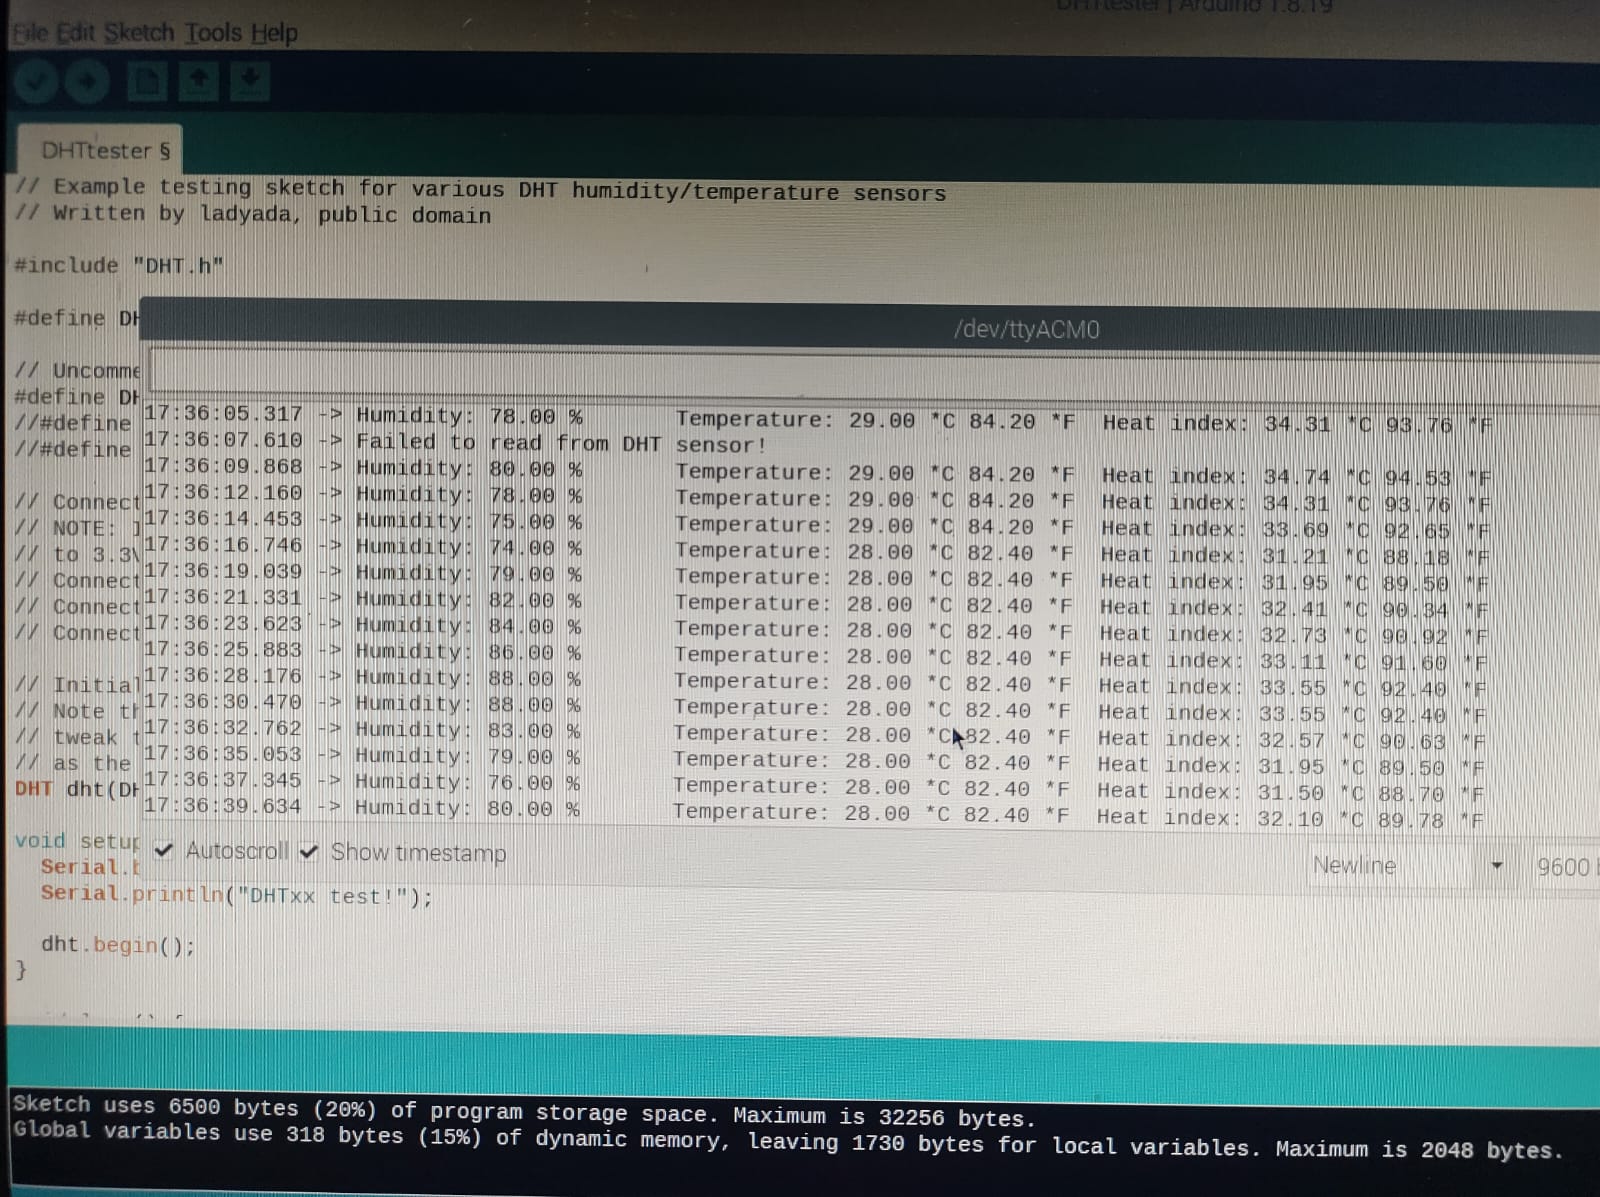 DHTtester | Arduino 1.8.19
File Edit Sketch Tools Help
DHTtester §
// Example testing sketch for various DHT humidity/temperature sensors
// Written by ladyada, public domain
#include "DHT.h"
#define DH
/dev/ttyACM0
// Uncomme
#define DH
//#define
//#define
// Connect
// NOTE:
// to 3.3V
// Connect
// Connect
// Connect
// Initial
// Note th
// tweak t
// as the
DHT dht(DH
17:36:05.317 -> Humidity: 78.00 % Temperature: 29.00 *C 84.20 *F Heat index: 34.31 *C 93.76 *F
17:36:07.610 -> Failed to read from DHT sensor!
17:36:09.868 -> Humidity: 80.00 % Temperature: 29.00 *C 84.20 *F Heat index: 34.74 *C 94.53 *F
17:36:12.160 -> Humidity: 78.00 % Temperature: 29.00 *C 84.20 *F Heat index: 34.31 *C 93.76 *F
17:36:14.453 -> Humidity: 75.00 % Temperature: 29.00 *C 84.20 *F Heat index: 33.69 *C 92.65 *F
17:36:16.746 -> Humidity: 74.00 % Temperature: 28.00 *C 82.40 *F Heat index: 31.21 *C 88.18 *F
17:36:19.039 -> Humidity: 79.00 % Temperature: 28.00 *C 82.40 *F Heat index: 31.95 *C 89.50 *F
17:36:21.331 -> Humidity: 82.00 % Temperature: 28.00 *C 82.40 *F Heat index: 32.41 *C 90.34 *F
17:36:23.623 -> Humidity: 84.00 % Temperature: 28.00 *C 82.40 *F Heat index: 32.73 *C 90.92 *F
17:36:25.883 -> Humidity: 86.00 % Temperature: 28.00 *C 82.40 *F Heat index: 33.11 *C 91.60 *F
17:36:28.176 -> Humidity: 88.00 % Temperature: 28.00 *C 82.40 *F Heat index: 33.55 *C 92.40 *F
17:36:30.470 -> Humidity: 88.00 % Temperature: 28.00 *C 82.40 *F Heat index: 33.55 *C 92.40 *F
17:36:32.762 -> Humidity: 83.00 % Temperature: 28.00 *C 82.40 *F Heat index: 32.57 *C 90.63 *F
17:36:35.053 -> Humidity: 79.00 % Temperature: 28.00 *C 82.40 *F Heat index: 31.95 *C 89.50 *F
17:36:37.345 -> Humidity: 76.00 % Temperature: 28.00 *C 82.40 *F Heat index: 31.50 *C 88.70 *F
17:36:39.634 -> Humidity: 80.00 % Temperature: 28.00 *C 82.40 *F Heat index: 32.10 *C 89.78 *F
Autoscroll Show timestamp Newline 9600 b
void setup
Serial.b
Serial.println("DHTxx test!");
dht.begin();
}
Sketch uses 6500 bytes (20%) of program storage space. Maximum is 32256 bytes.
Global variables use 318 bytes (15%) of dynamic memory, leaving 1730 bytes for local variables. Maximum is 2048 bytes.